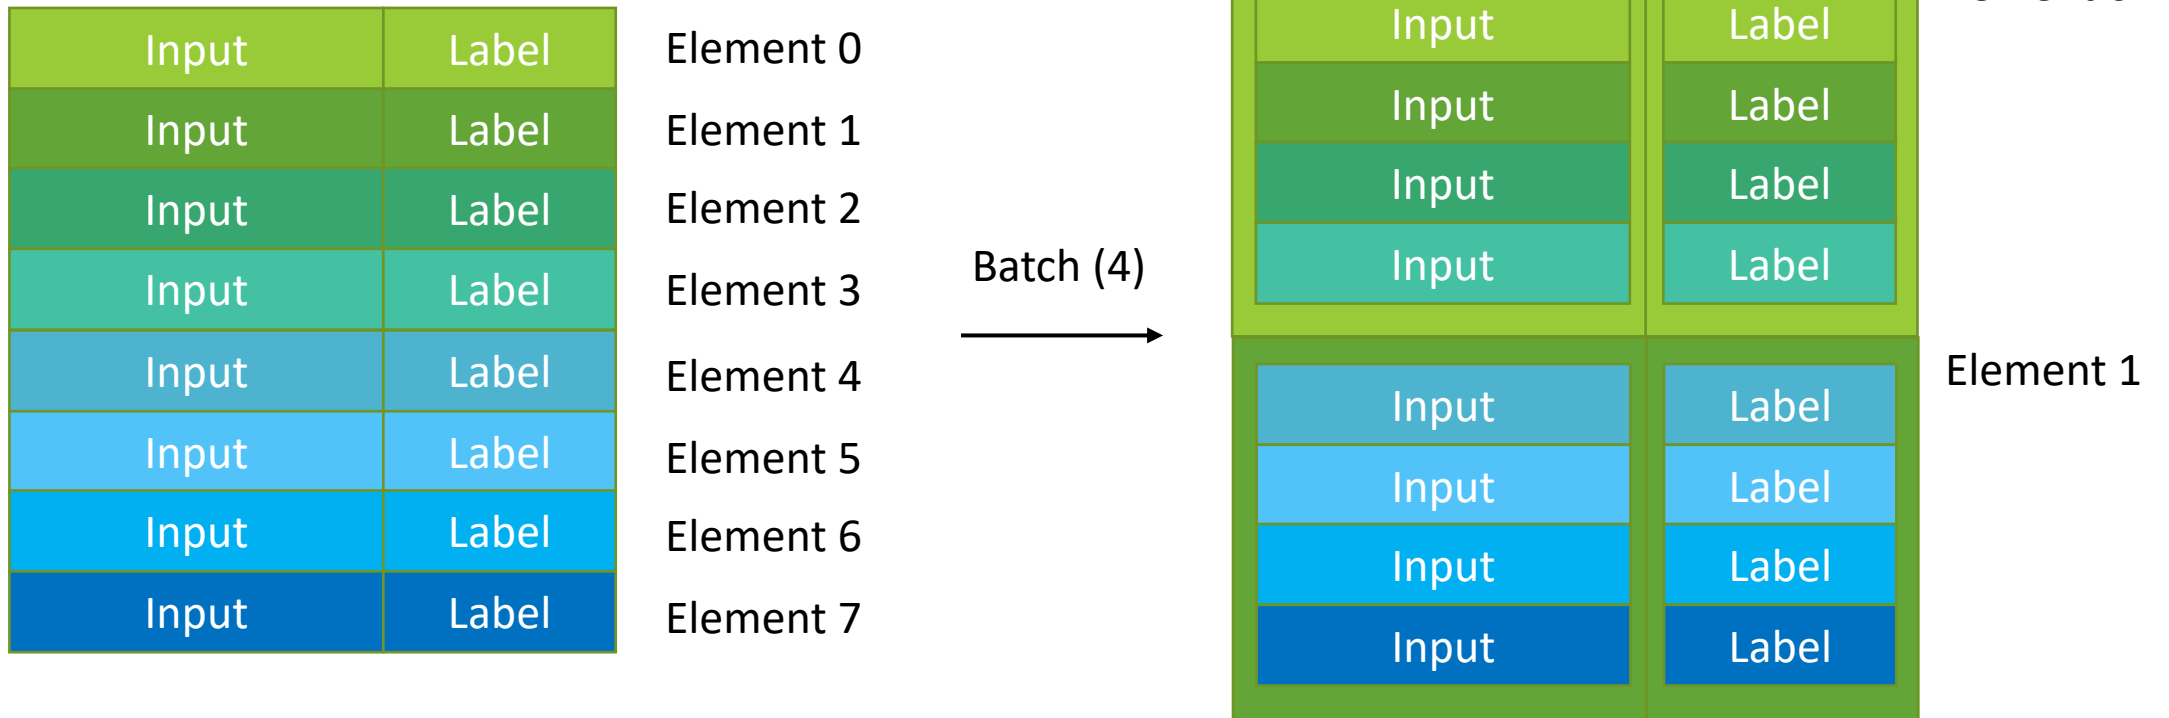 Input Label Element 0
Input Label Element 1
Input Label Element 2
Input Label Element 3
Input Label Element 4
Input Label Element 5
Input Label Element 6
Input Label Element 7
Batch (4)
Input Label
Input Label
Input Label
Input Label
Element 1
Input Label
Input Label
Input Label
Input Label